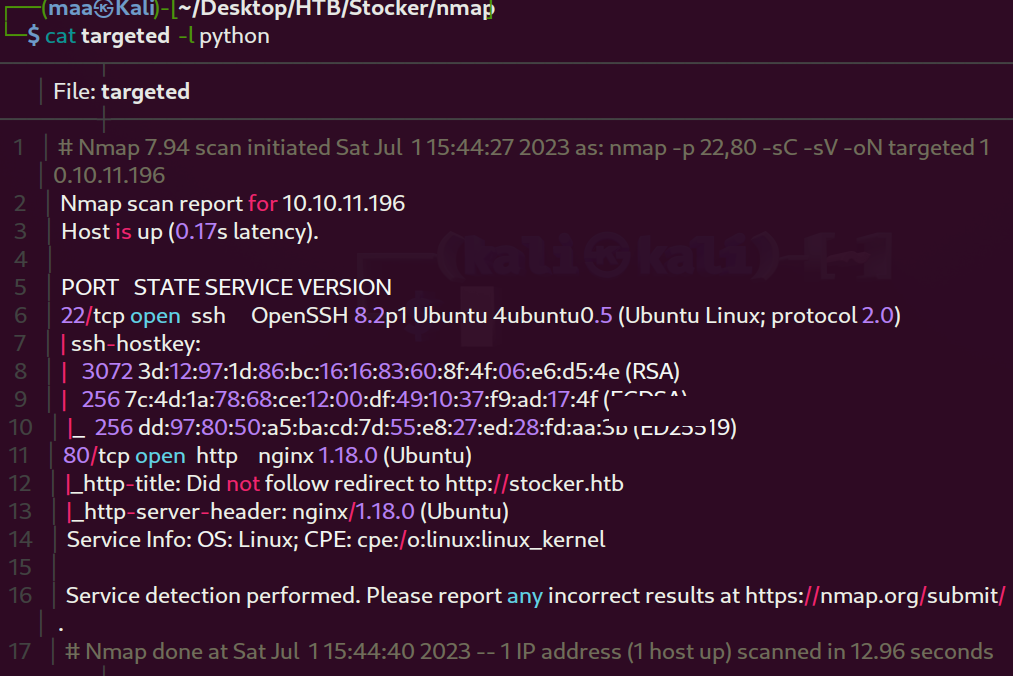 ┌──(maa㉿Kali)-[~/Desktop/HTB/Stocker/nmap]
└─$ cat targeted -l python
File: targeted
1 # Nmap 7.94 scan initiated Sat Jul 1 15:44:27 2023 as: nmap -p 22,80 -sC -sV -oN targeted 1
0.10.11.196
2 Nmap scan report for 10.10.11.196
3 Host is up (0.17s latency).
4
5 PORT STATE SERVICE VERSION
6 22/tcp open ssh OpenSSH 8.2p1 Ubuntu 4ubuntu0.5 (Ubuntu Linux; protocol 2.0)
7 | ssh-hostkey:
8 | 3072 3d:12:97:1d:86:bc:16:16:83:60:8f:4f:06:e6:d5:4e (RSA)
9 | 256 7c:4d:1a:78:68:ce:12:00:df:49:10:37:f9:ad:17:4f (ECDSA)
10 |_ 256 dd:97:80:50:a5:ba:cd:7d:55:e8:27:ed:28:fd:aa:3b (ED25519)
11 80/tcp open http nginx 1.18.0 (Ubuntu)
12 |_http-title: Did not follow redirect to http://stocker.htb
13 |_http-server-header: nginx/1.18.0 (Ubuntu)
14 Service Info: OS: Linux; CPE: cpe:/o:linux:linux_kernel
15
16 Service detection performed. Please report any incorrect results at https://nmap.org/submit/
.
17 # Nmap done at Sat Jul 1 15:44:40 2023 -- 1 IP address (1 host up) scanned in 12.96 seconds
(kali㉿kali)-[~]